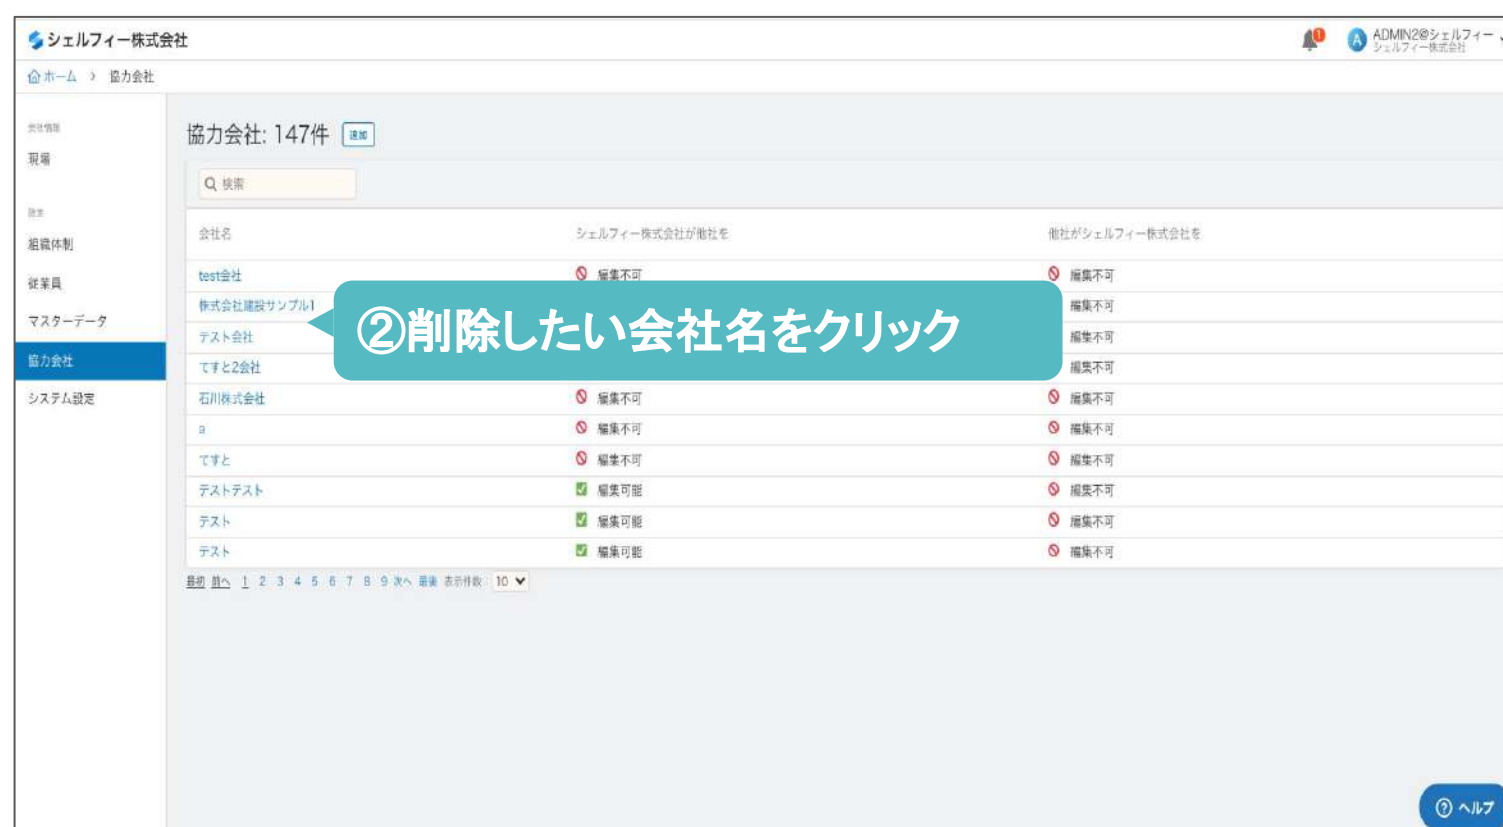 シェルフィー株式会社
1
A ADMIN2@シェルフィー
シェルフィー株式会社
ホーム > 協力会社
会社情報
現場
設定
組織体制
従業員
マスターデータ
協力会社
システム設定
協力会社: 147件 追加
検索
会社名 シェルフィー株式会社が他社を 他社がシェルフィー株式会社を
test会社 編集不可 編集不可
株式会社建設サンプル1 編集不可
テスト会社 編集不可
てすと2会社 編集不可
②削除したい会社名をクリック
石川株式会社 編集不可 編集不可
a 編集不可 編集不可
てすと 編集不可 編集不可
テストテスト 編集可能 編集不可
テスト 編集可能 編集不可
テスト 編集可能 編集不可
最初 前へ 1 2 3 4 5 6 7 8 9 次へ 最後 表示件数: 10
ヘルプ